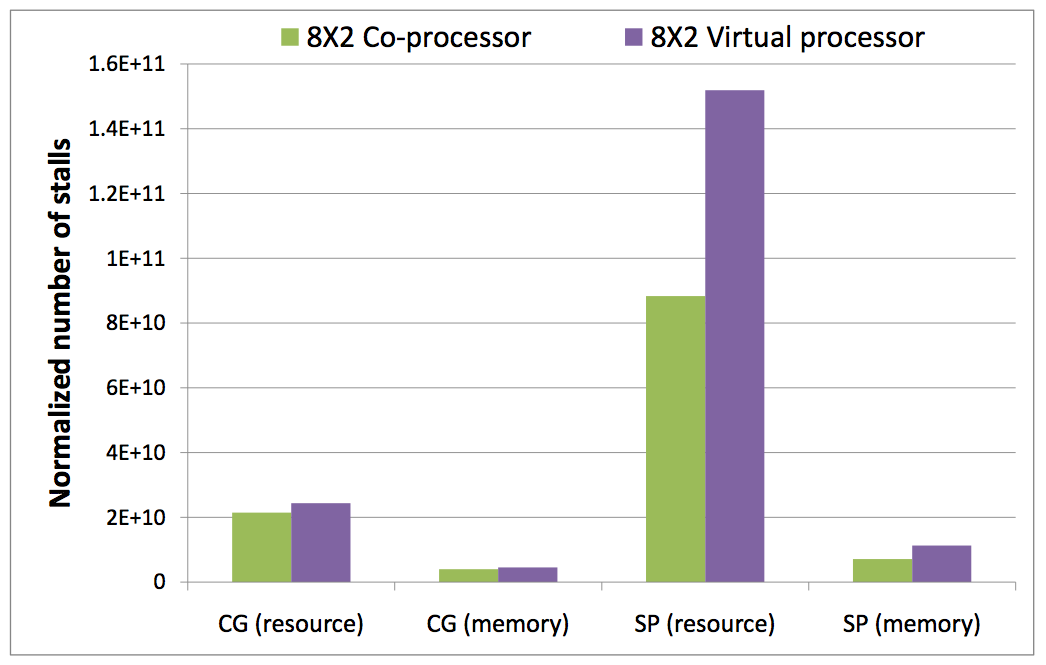 8X2 Co-processor 8X2 Virtual processor
Normalized number of stalls
1.6E+11
1.4E+11
1.2E+11
1E+11
8E+10
6E+10
4E+10
2E+10
0
CG (resource) CG (memory) SP (resource) SP (memory)